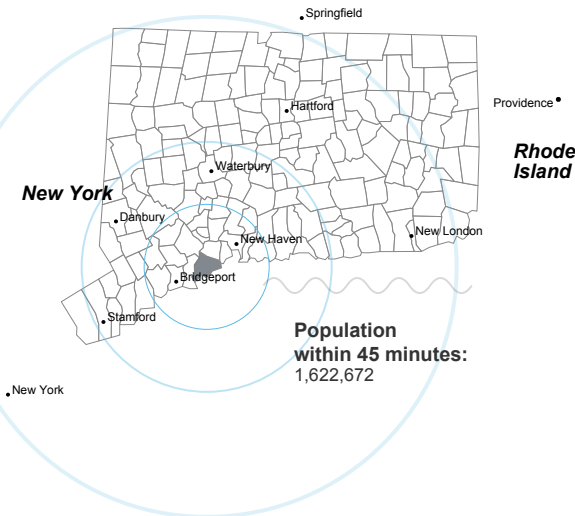 Springfield
Providence
Hartford
Rhode
Island
Waterbury
New York
Danbury
New London
New Haven
Bridgeport
Stamford
Population
within 45 minutes:
1,622,672
New York